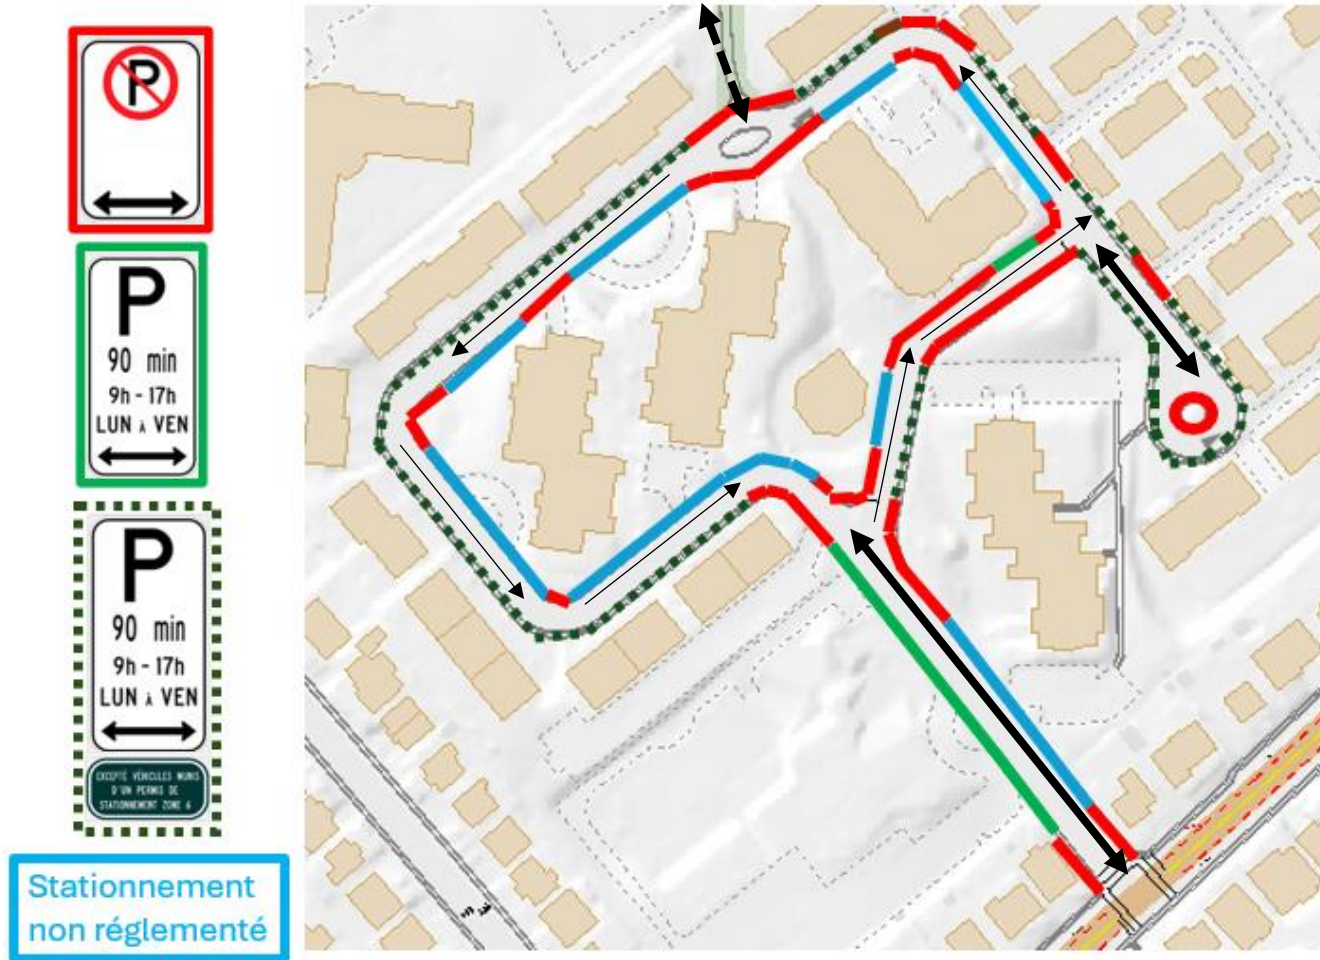 P
P
90 min
9h - 17h
LUN À VEN
P
90 min
9h - 17h
LUN À VEN
EXCEPTÉ VÉHICULES MUNIS
D'UN PERMIS DE
STATIONNEMENT ZONE 6
Stationnement
non réglementé